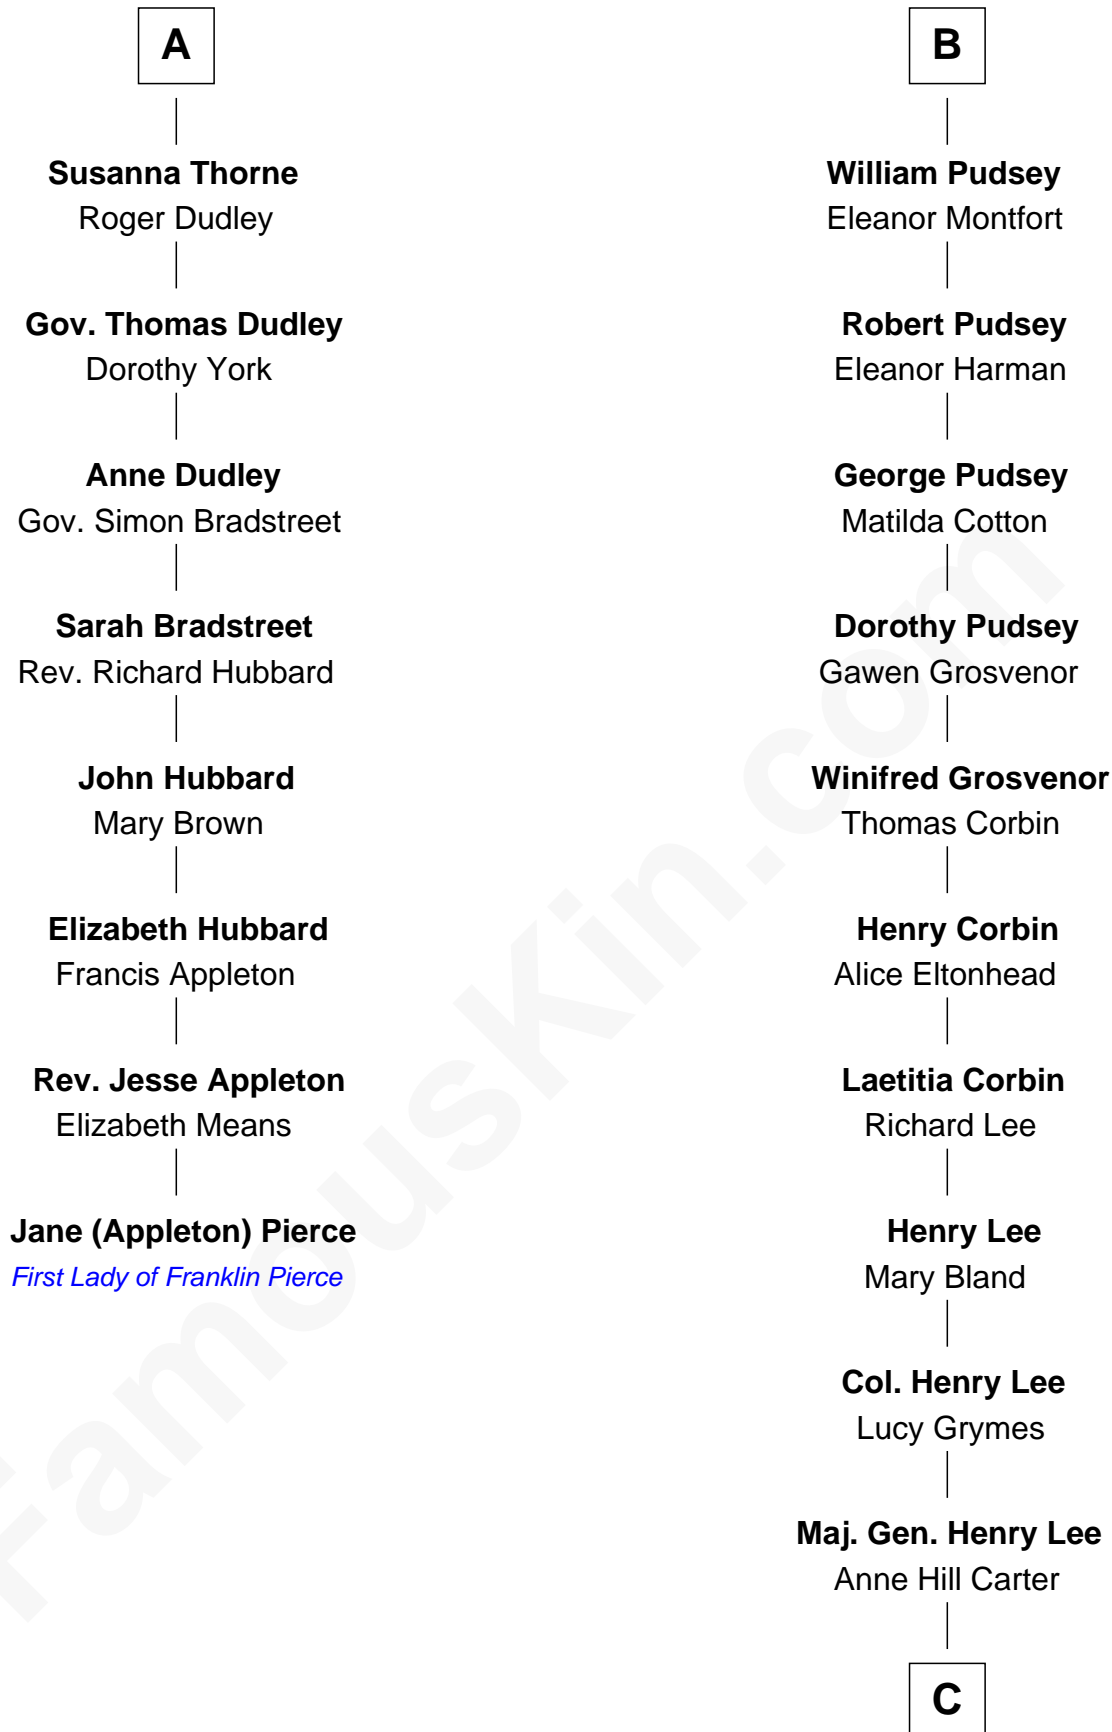 A
Susanna Thorne
Roger Dudley
Gov. Thomas Dudley
Dorothy York
Anne Dudley
Gov. Simon Bradstreet
Sarah Bradstreet
Rev. Richard Hubbard
John Hubbard
Mary Brown
Elizabeth Hubbard
Francis Appleton
Rev. Jesse Appleton
Elizabeth Means
Jane (Appleton) Pierce
First Lady of Franklin Pierce
B
William Pudsey
Eleanor Montfort
Robert Pudsey
Eleanor Harman
George Pudsey
Matilda Cotton
Dorothy Pudsey
Gawen Grosvenor
Winifred Grosvenor
Thomas Corbin
Henry Corbin
Alice Eltonhead
Laetitia Corbin
Richard Lee
Henry Lee
Mary Bland
Col. Henry Lee
Lucy Grymes
Maj. Gen. Henry Lee
Anne Hill Carter
C
FamousKin.com